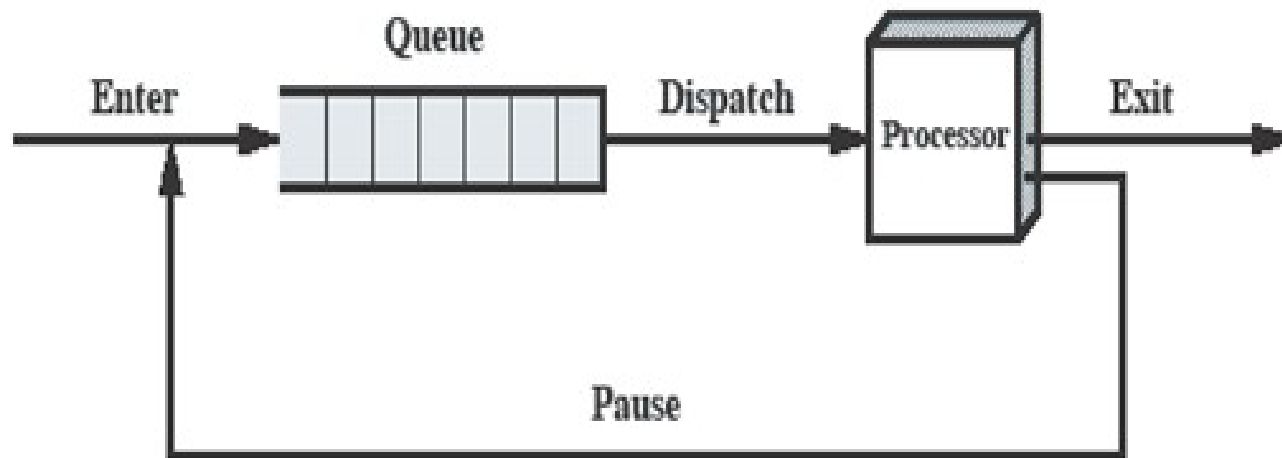 Queue
Enter
Dispatch
Processor
Exit
Pause